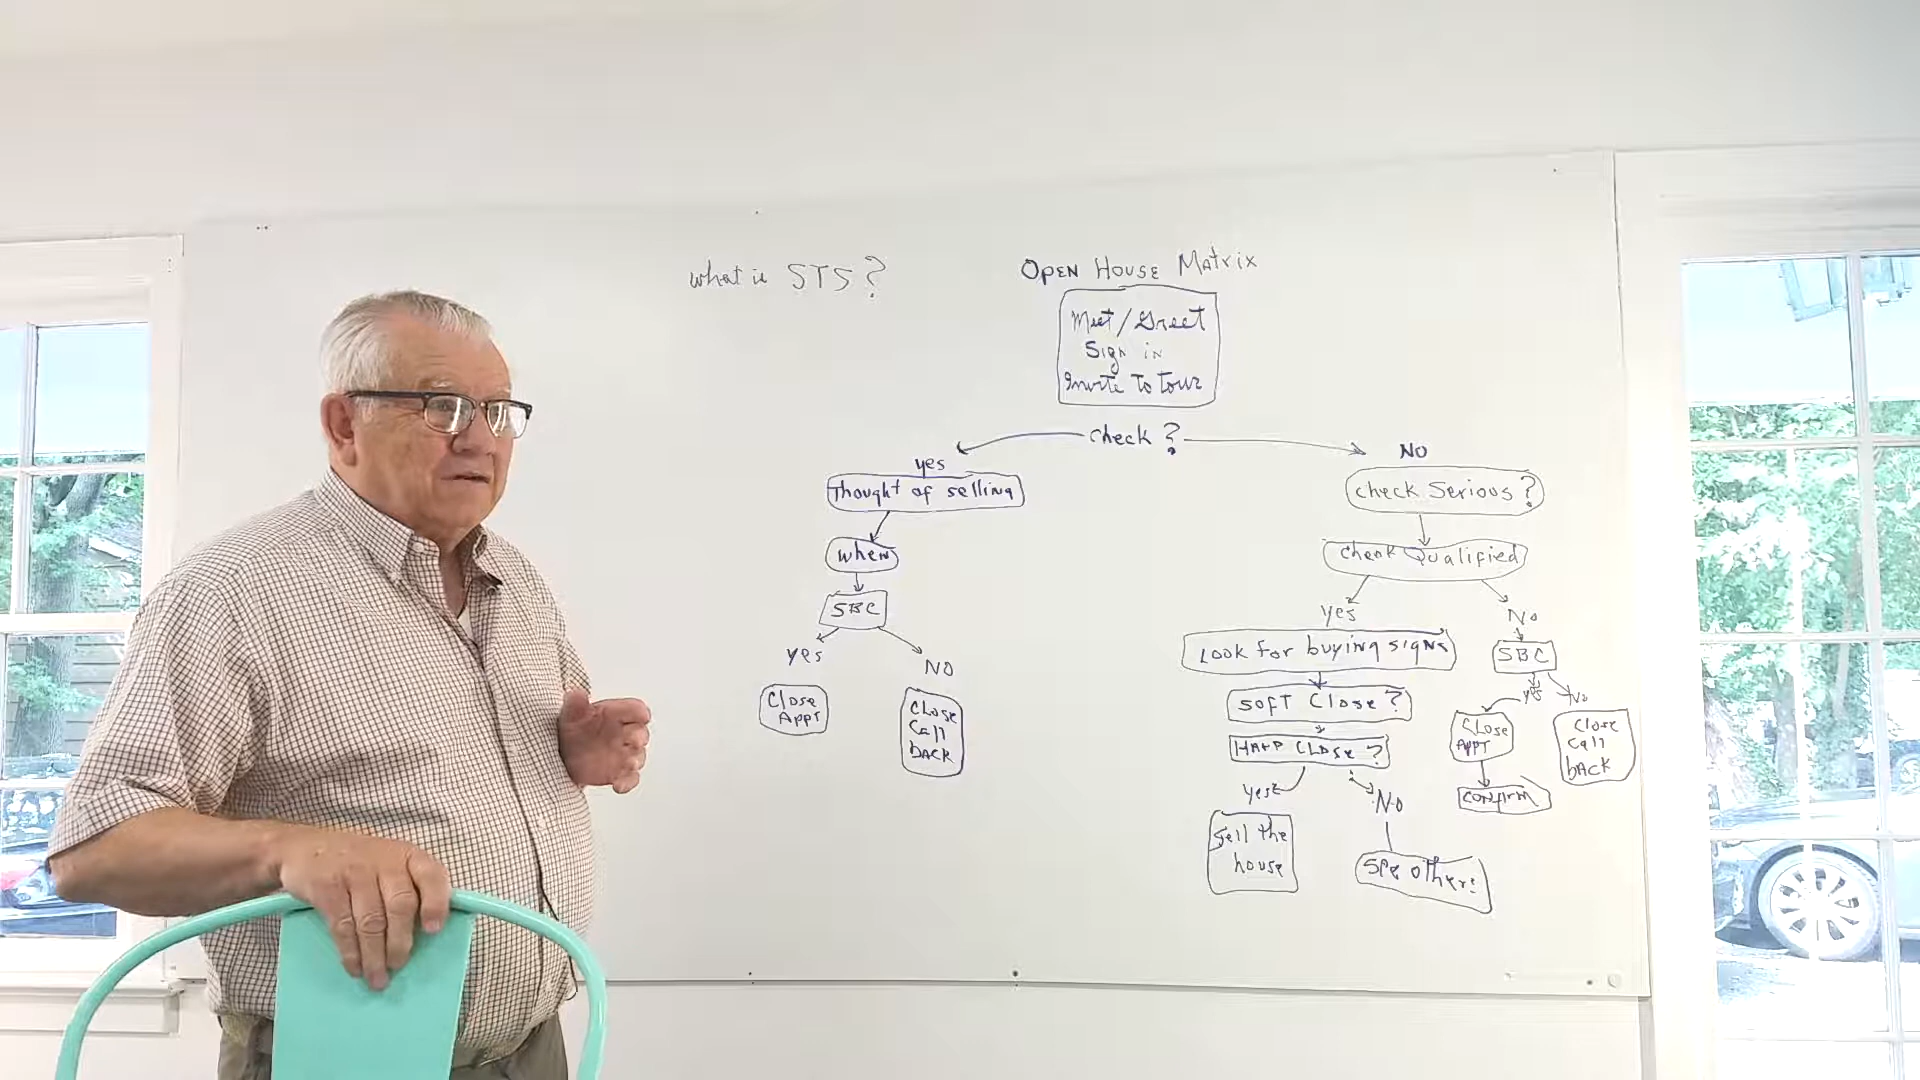 what is STS?
Open House Matrix
Meet/Greet
Sign in
Invite to tour
check?
yes
Thought of selling
when
SBC
yes
Close
Appt
NO
Close
Call
back
NO
check serious?
check Qualified
yes
Look for buying signs
Soft Close?
Hard Close?
yes
Sell the
house
No
See others
No
SBC
yes
Close
Appt
Confirm
No
Close
Call
back